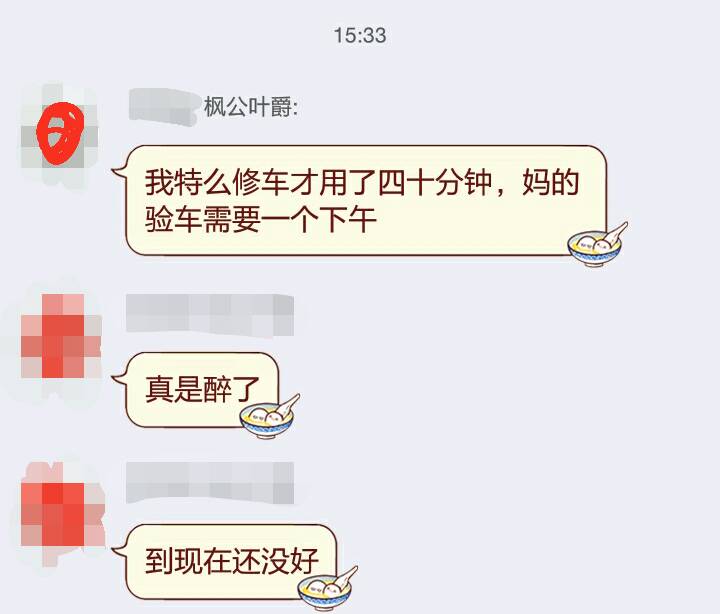 15:33
枫公叶爵:
我特么修车才用了四十分钟，妈的
验车需要一个下午
真是醉了
到现在还没好